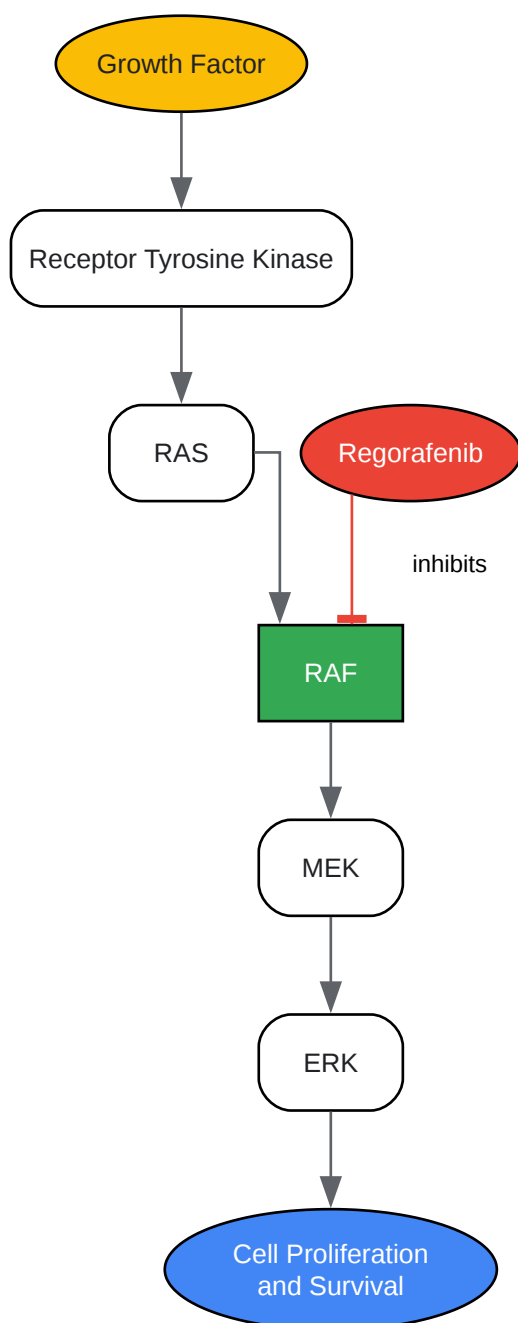 Growth Factor
Receptor Tyrosine Kinase
RAS
Regorafenib
inhibits
RAF
MEK
ERK
Cell Proliferation
and Survival